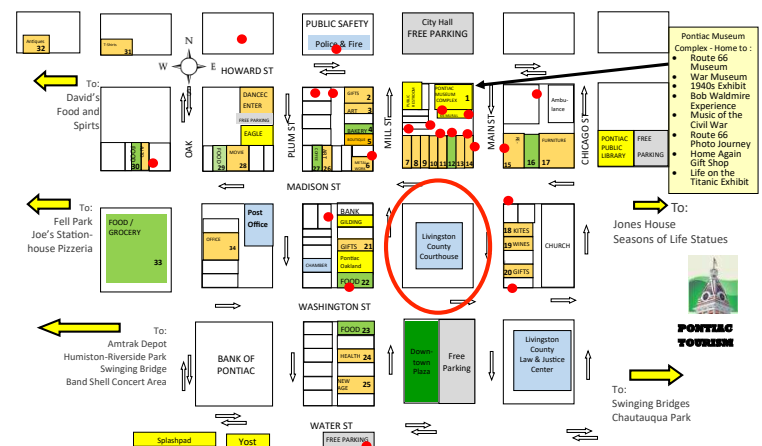 PUBLIC SAFETY
Police & Fire
City Hall
FREE PARKING
Antiques
32
T-Shirts
31
N
W
E
S
HOWARD ST
Pontiac Museum
Complex - Home to :
• Route 66
Museum
• War Museum
• 1940s Exhibit
• Bob Waldmire
Experience
• Music of the
Civil War
• Route 66
Photo Journey
• Home Again
Gift Shop
• Life on the
Titanic Exhibit
To:
David's
Food and
Spirts
OAK
DANCEC
ENTER
FREE PARKING
EAGLE
FOOD
29
MOVIE
28
30
PLUM ST
GIFTS 2
ART 3
BAKERY 4
BOUTIQUE 5
6
27
26
MILL ST
PONTIAC
MUSEUM
COMPLEX
1
7 8 9 10 11 12 13 14
MAIN ST
Ambu-
lance
15
16
FURNITURE
17
CHICAGO ST
PONTIAC
PUBLIC
LIBRARY
FREE
PARKING
MADISON ST
To:
Fell Park
Joe's Station-
house Pizzeria
FOOD /
GROCERY
33
Post
Office
OFFICE
34
BANK
GILDING
GIFTS 21
Pontiac
Oakland
CHAMBER
FOOD 22
Livingston
County
Courthouse
18 KITES
19 WINES
20 GIFTS
CHURCH
To:
Jones House
Seasons of Life Statues
WASHINGTON ST
PONTIAC
TOURISM
To:
Amtrak Depot
Humiston-Riverside Park
Swinging Bridge
Band Shell Concert Area
BANK OF
PONTIAC
FOOD 23
HEALTH 24
NEW
AGE 25
Down-
town
Plaza
Free
Parking
Livingston
County
Law & Justice
Center
To:
Swinging Bridges
Chautauqua Park
WATER ST
Splashpad
Yost
FREE PARKING